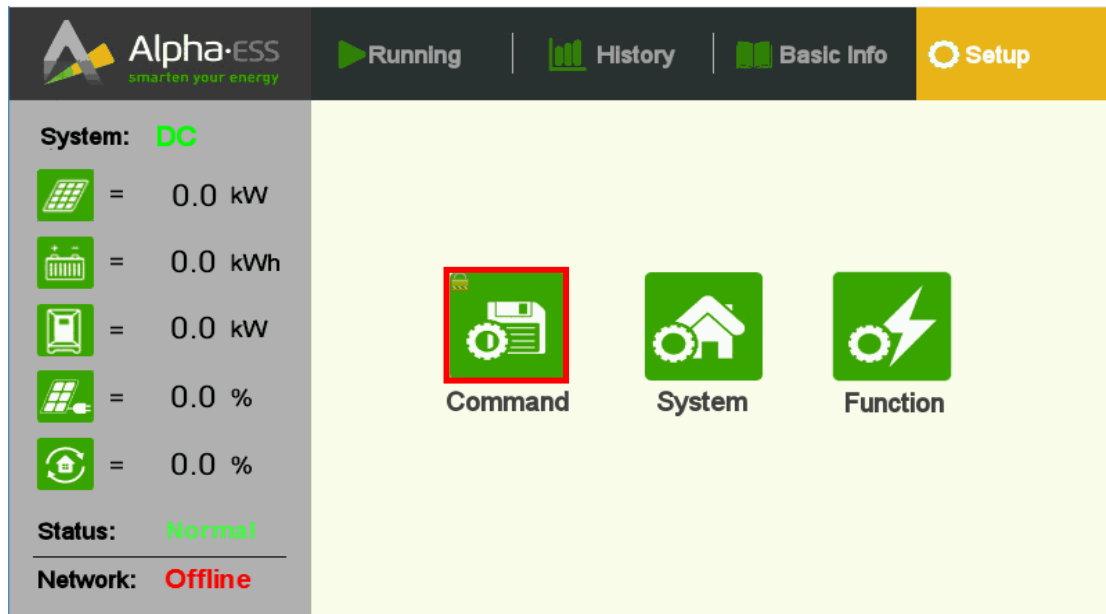 Alpha·ESS
smarten your energy
Running
History
Basic Info
Setup
System: DC
= 0.0 kW
= 0.0 kWh
= 0.0 kW
= 0.0 %
= 0.0 %
Status: Normal
Network: Offline
Command
System
Function